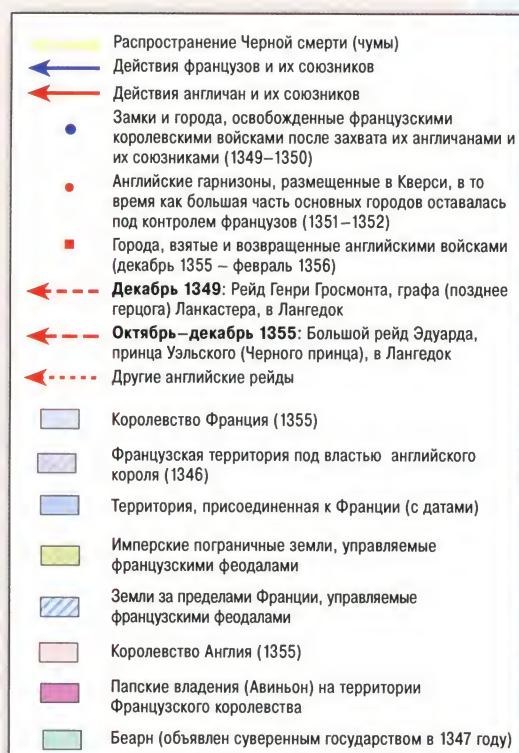 Распространение Черной смерти (чумы)
Действия французов и их союзников
Действия англичан и их союзников
Замки и города, освобожденные французскими
королевскими войсками после захвата их англичанами и
их союзниками (1349–1350)
Английские гарнизоны, размещенные в Кверси, в то
время как большая часть основных городов оставалась
под контролем французов (1351–1352)
Города, взятые и возвращенные английскими войсками
(декабрь 1355 – февраль 1356)
Декабрь 1349: Рейд Генри Гросмонта, графа (позднее
герцога) Ланкастера, в Лангедок
Октябрь–декабрь 1355: Большой рейд Эдуарда,
принца Уэльского (Черного принца), в Лангедок
Другие английские рейды
Королевство Франция (1355)
Французская территория под властью английского
короля (1346)
Территория, присоединенная к Франции (с датами)
Имперские пограничные земли, управляемые
французскими феодалами
Земли за пределами Франции, управляемые
французскими феодалами
Королевство Англия (1355)
Папские владения (Авиньон) на территории
Французского королевства
Беарн (объявлен суверенным государством в 1347 году)